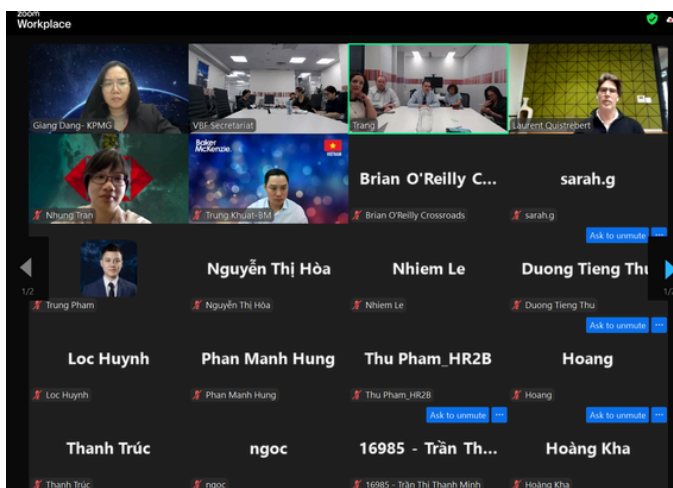 zoom
Workplace
Giang Dang- KPMG
VBF Secretariat
Trang
Laurent Quistrebert
Baker
McKenzie.
VIETNAM
Nhung Tran
Trung Khuat-BM
Brian O'Reilly C...
Brian O'Reilly Crossroads
sarah.g
sarah.g
Ask to unmute
...
1/2
Trung Pham
Nguyễn Thị Hòa
Nguyễn Thị Hòa
Nhiem Le
Nhiem Le
Duong Tieng Thu
Duong Tieng Thu
Ask to unmute
...
Loc Huynh
Loc Huynh
Phan Manh Hung
Phan Manh Hung
Thu Pham_HR2B
Thu Pham_HR2B
Hoang
Hoang
Ask to unmute
...
Ask to unmute
...
Thanh Trúc
Thanh Trúc
ngoc
ngoc
16985 - Trần Th...
16985 - Trần Thị Thanh Minh
Hoàng Kha
Hoàng Kha